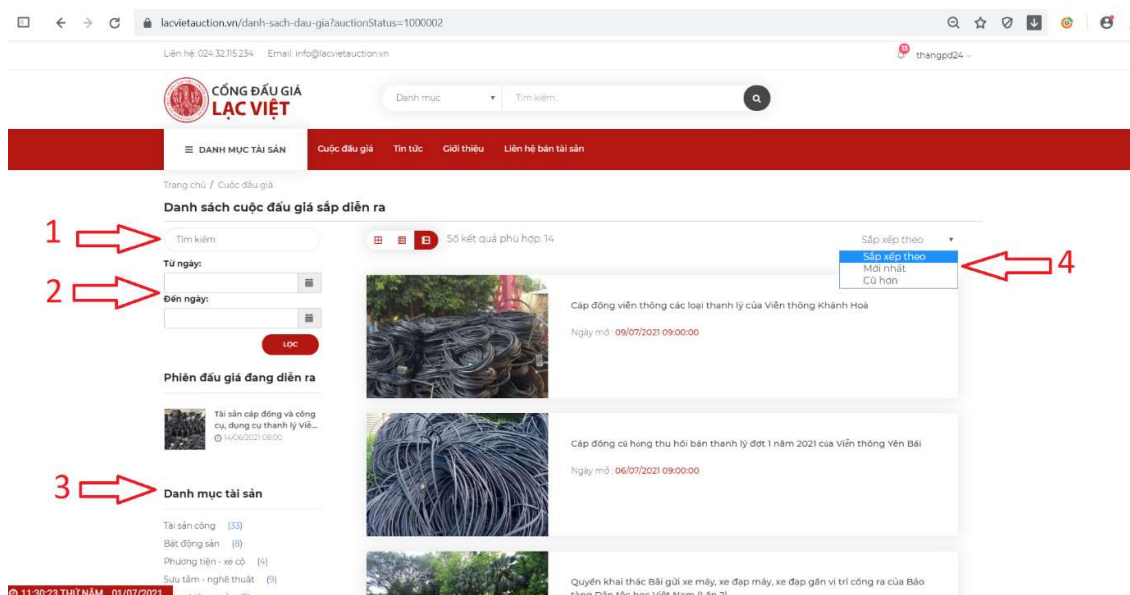 lacvietauction.vn/danh-sach-dau-gia?auctionStatus=1000002
Liên hệ: 024.32.115.234 Email: info@lacvietauction.vn
thangpd24
CỔNG ĐẤU GIÁ
LẠC VIỆT
Danh mục
Tìm kiếm...
DANH MỤC TÀI SẢN Cuộc đấu giá Tin tức Giới thiệu Liên hệ bán tài sản
Trang chủ / Cuộc đấu giá
Danh sách cuộc đấu giá sắp diễn ra
1
Tìm kiếm
Số kết quả phù hợp: 14
Sắp xếp theo
Sắp xếp theo
Mới nhất
Cũ hơn
4
Từ ngày:
2
Đến ngày:
LỌC
Cáp đồng viễn thông các loại thanh lý của Viễn thông Khánh Hoà
Ngày mở : 09/07/2021 09:00:00
Phiên đấu giá đang diễn ra
Tài sản cáp đồng và công
cụ, dụng cụ thanh lý Viễ...
14/06/2021 08:00
Cáp đồng cũ hỏng thu hồi bán thanh lý đợt 1 năm 2021 của Viễn thông Yên Bái
Ngày mở : 06/07/2021 09:00:00
3
Danh mục tài sản
Tài sản công (33)
Bất động sản (8)
Phương tiện - xe cộ (4)
Sưu tầm - nghệ thuật (9)
Quyền khai thác Bãi gửi xe máy, xe đạp máy, xe đạp gần vị trí cổng ra của Bảo
tàng Dân tộc học Việt Nam (Lần 2)
11:30:23 THỨ NĂM 01/07/2021